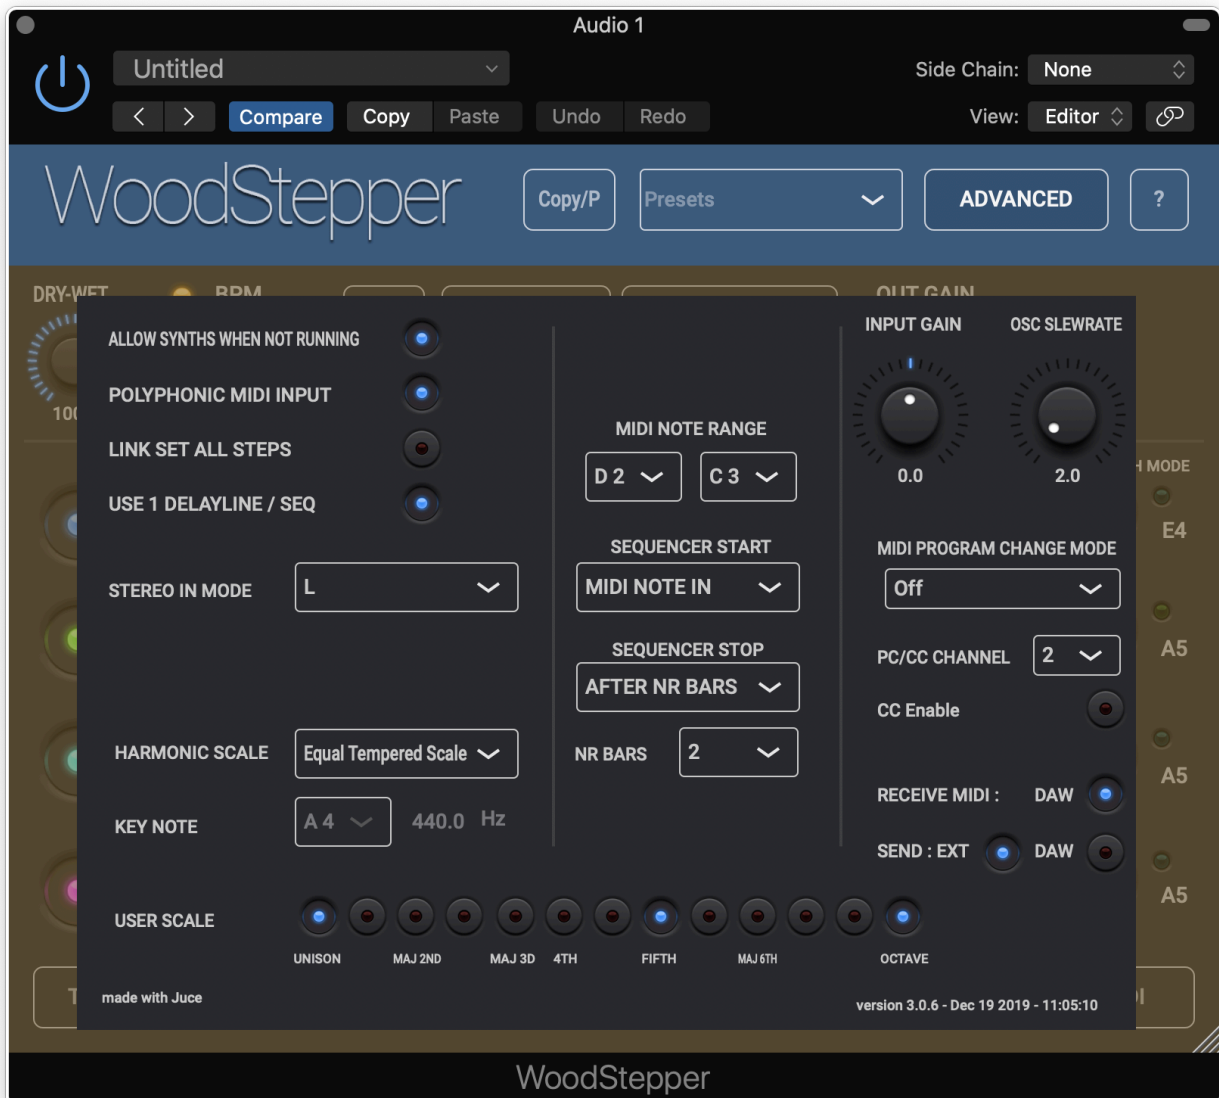 Audio 1
Untitled
Side Chain: None
Compare Copy Paste Undo Redo View: Editor
WoodStepper Copy/P Presets ADVANCED ?
DRY-WET BPM OUT GAIN
INPUT GAIN OSC SLEWRATE
ALLOW SYNTHS WHEN NOT RUNNING
POLYPHONIC MIDI INPUT
100
MIDI NOTE RANGE
LINK SET ALL STEPS
D 2 C 3
0.0 2.0
H MODE
USE 1 DELAYLINE / SEQ
E4
SEQUENCER START
MIDI PROGRAM CHANGE MODE
STEREO IN MODE L
MIDI NOTE IN
Off
SEQUENCER STOP
PC/CC CHANNEL 2
A5
AFTER NR BARS
CC Enable
HARMONIC SCALE Equal Tempered Scale
NR BARS 2
A5
RECEIVE MIDI : DAW
KEY NOTE A 4 440.0 Hz
SEND : EXT DAW
A5
USER SCALE
UNISON MAJ 2ND MAJ 3D 4TH FIFTH MAJ 6TH OCTAVE
made with Juce
version 3.0.6 - Dec 19 2019 - 11:05:10
WoodStepper